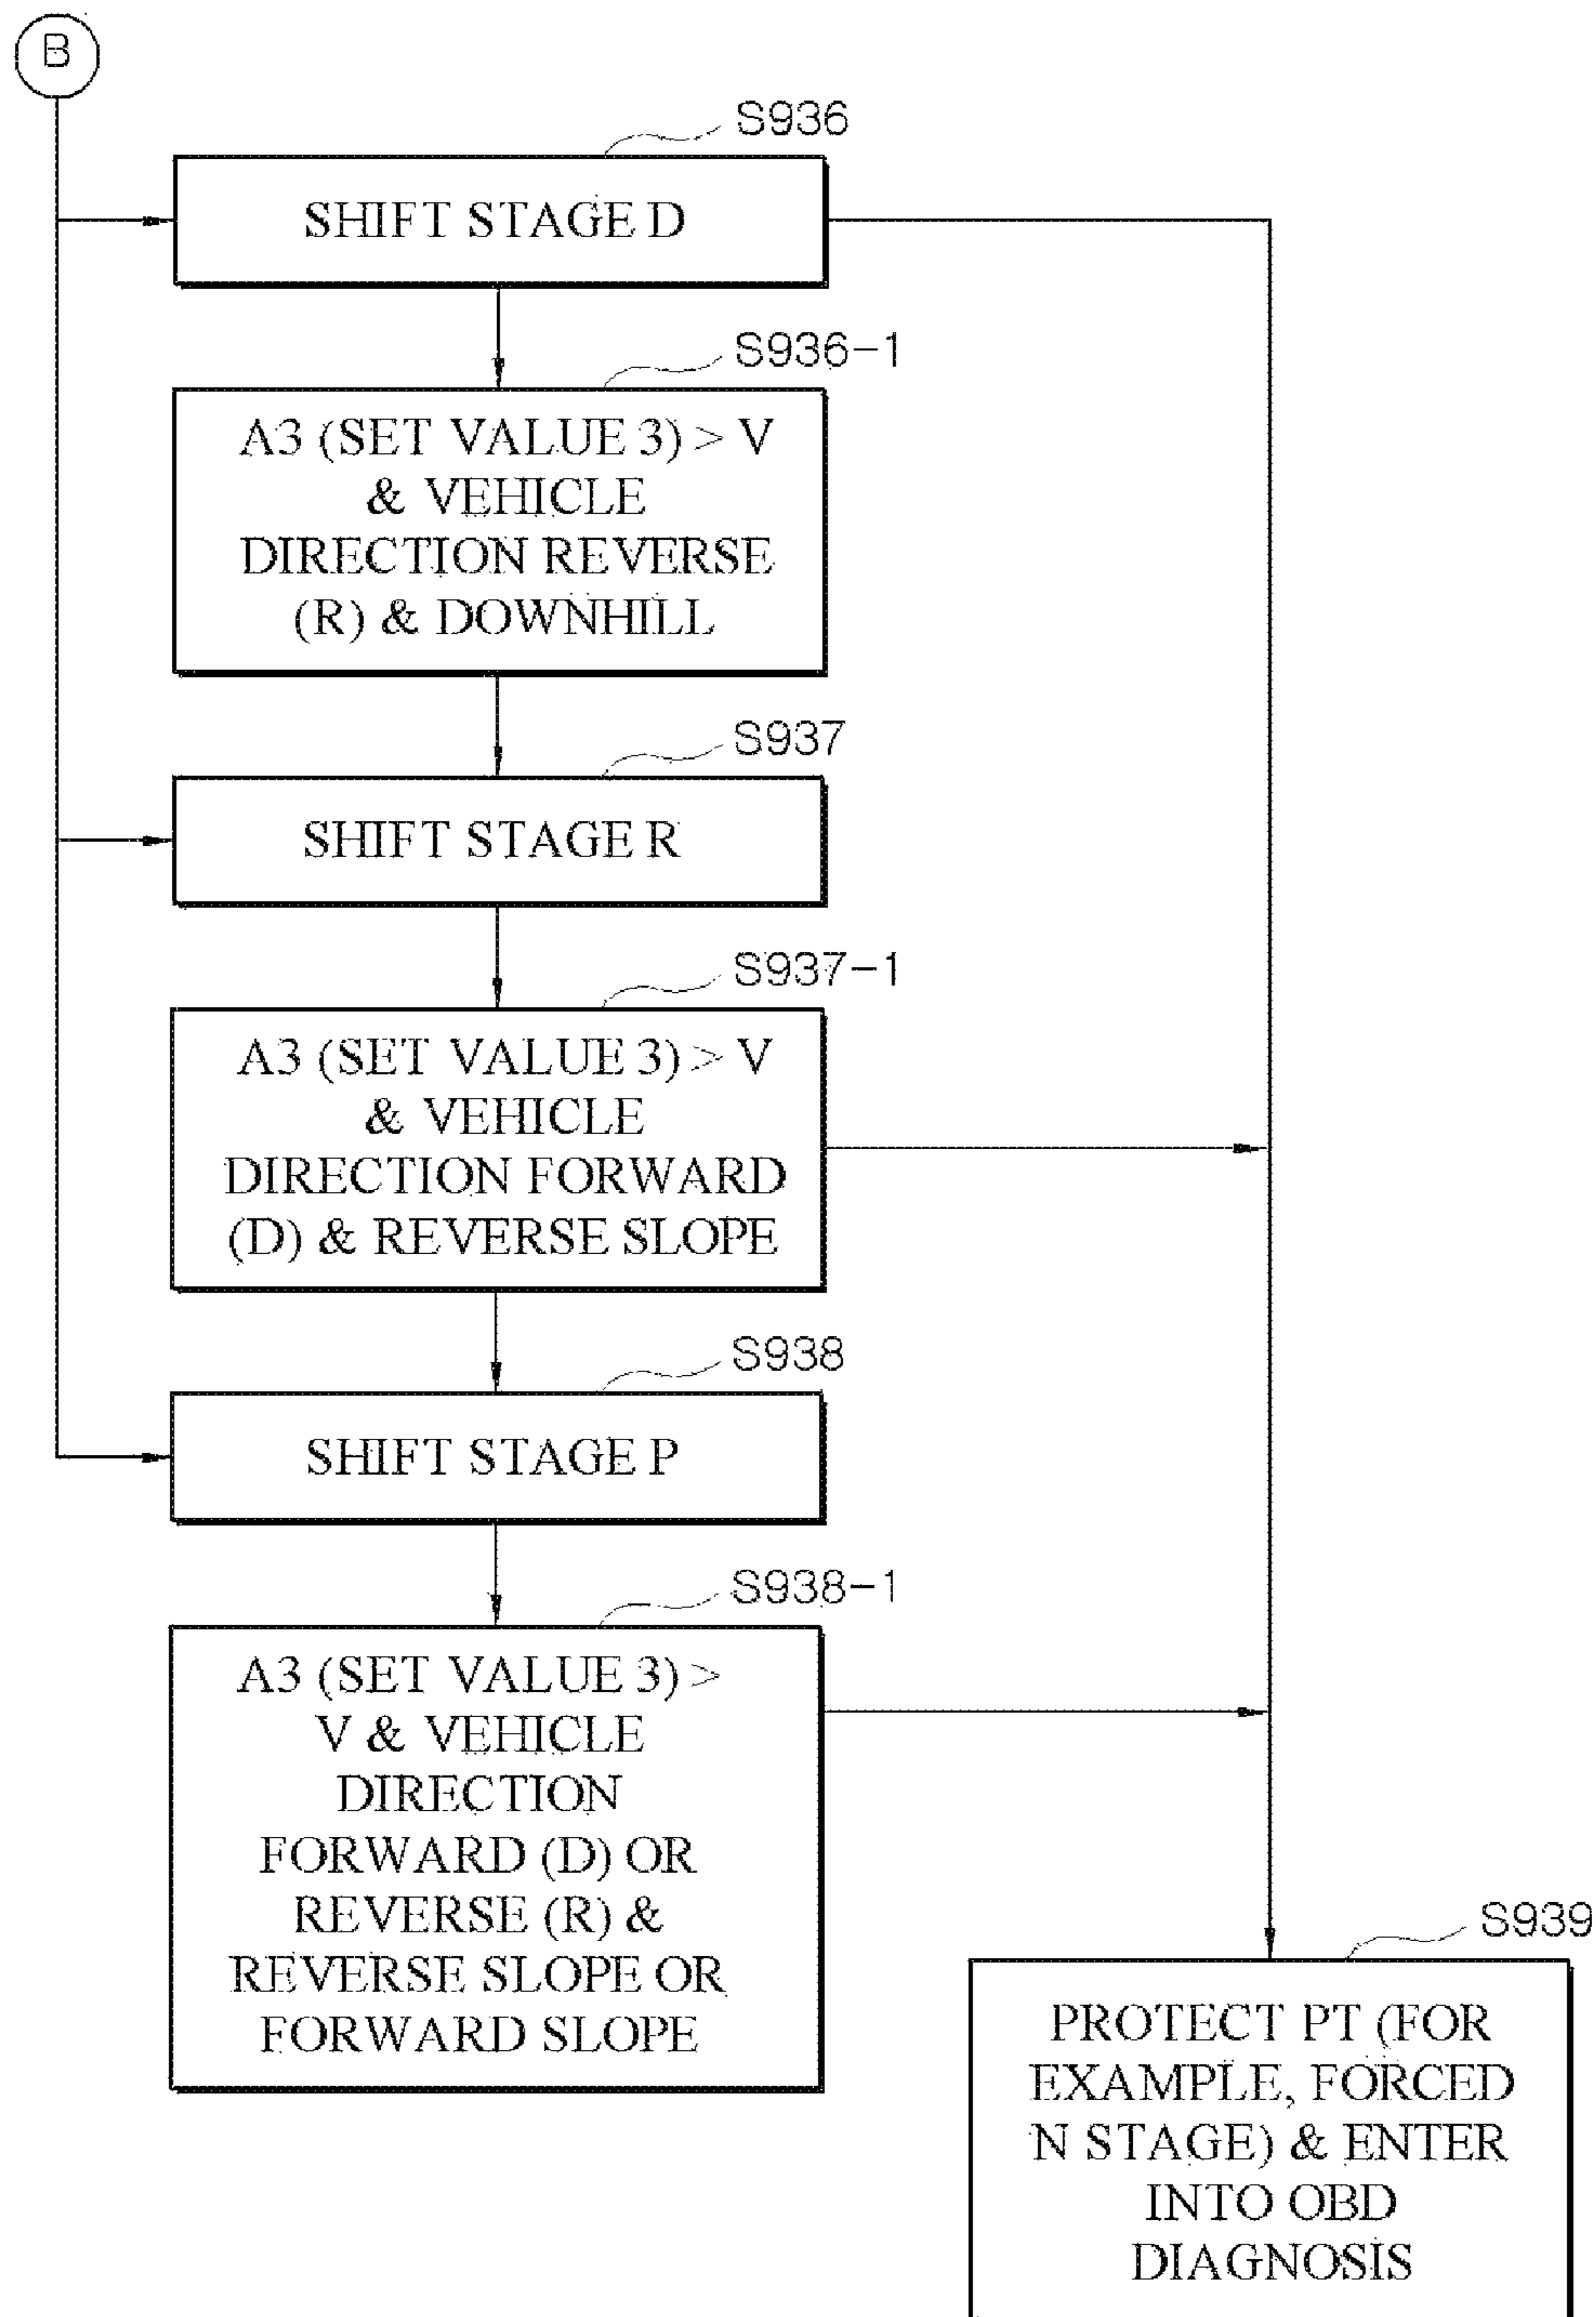 B
S936
SHIFT STAGE D
S936-1
A3 (SET VALUE 3) > V
& VEHICLE
DIRECTION REVERSE
(R) & DOWNHILL
S937
SHIFT STAGE R
S937-1
A3 (SET VALUE 3) > V
& VEHICLE
DIRECTION FORWARD
(D) & REVERSE SLOPE
S938
SHIFT STAGE P
S938-1
A3 (SET VALUE 3) >
V & VEHICLE
DIRECTION
FORWARD (D) OR
REVERSE (R) &
REVERSE SLOPE OR
FORWARD SLOPE
S939
PROTECT PT (FOR
EXAMPLE, FORCED
N STAGE) & ENTER
INTO OBD
DIAGNOSIS